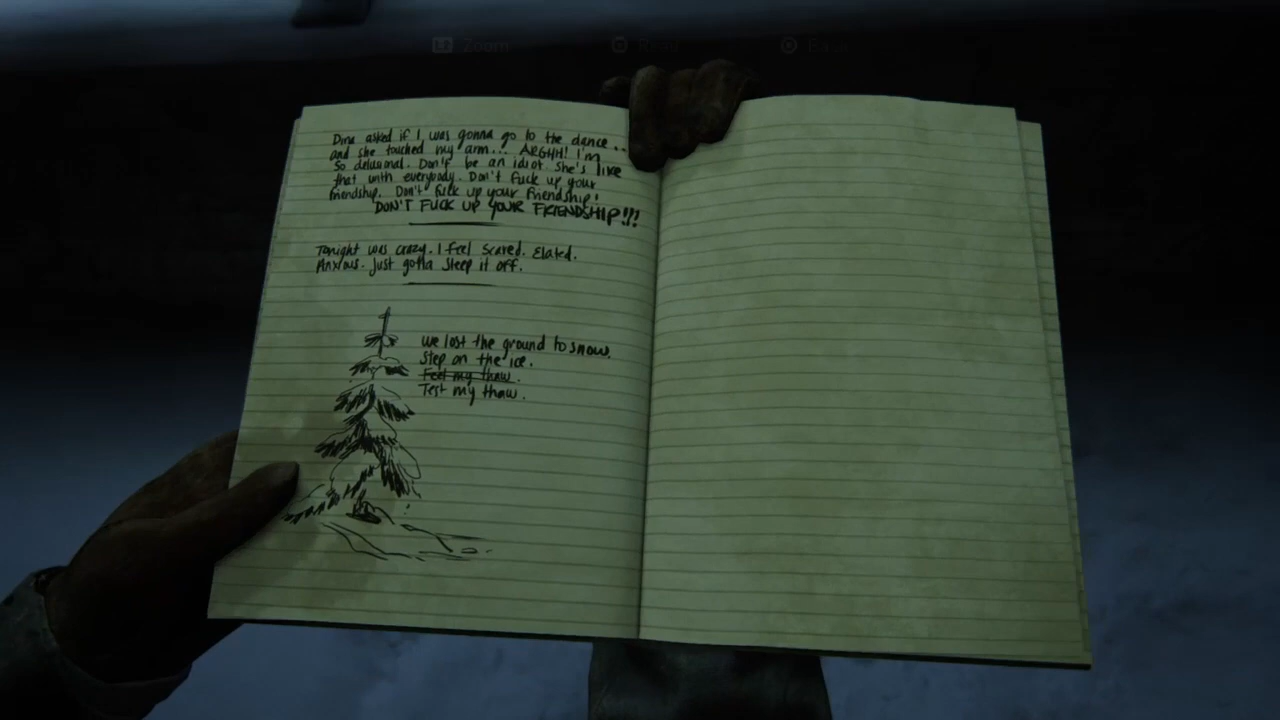 Zoom
Dina asked if I was gonna go to the dance..
and she touched my arm... ARGHH! I'm
so delusional. Don't be an idiot. She's like
that with everybody. Don't fuck up your
friendship. Don't fuck up your friendship!
DON'T FUCK UP YOUR FRIENDSHIP!!!
Tonight was crazy. I feel scared. Elated.
Anxious. Just gotta sleep it off.
We lost the ground to snow.
Step on the ice.
Feel my thaw.
Test my thaw.